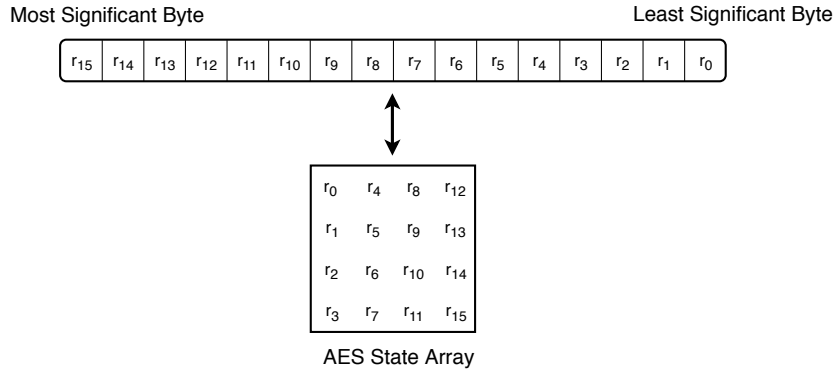 Most Significant Byte Least Significant Byte
r15 r14 r13 r12 r11 r10 r9 r8 r7 r6 r5 r4 r3 r2 r1 r0
r0 r4 r8 r12
r1 r5 r9 r13
r2 r6 r10 r14
r3 r7 r11 r15
AES State Array